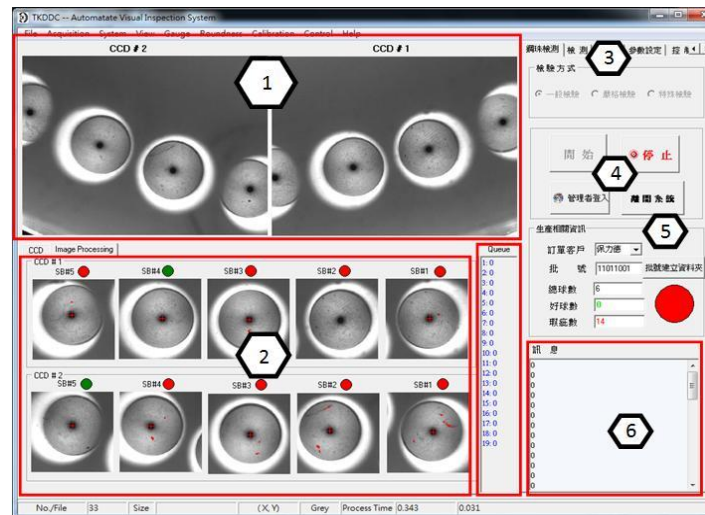 TKDDC -- Automatate Visual Inspection System
File Acquisition System View Gauge Roundness Calibration Control Help
CCD # 2
CCD # 1
1
鋼珠檢測
檢 測
參數設定
3
檢驗方式
一般檢驗
嚴格檢驗
特殊檢驗
開 始
停 止
4
管理者登入
離開系統
生產相關資訊
5
訂單客戶
保力德
批 號
11011001
批號建立資料夾
總球數
6
好球數
0
瑕疵數
14
CCD
Image Processing
CCD # 1
SB#5
SB#4
SB#3
SB#2
SB#1
2
CCD # 2
SB#5
SB#4
SB#3
SB#2
SB#1
Queue
1: 0
2: 0
3: 0
4: 0
5: 0
6: 0
7: 0
8: 0
9: 0
10: 0
11: 0
12: 0
13: 0
14: 0
15: 0
16: 0
17: 0
18: 0
19: 0
訊 息
0
0
0
0
0
0
0
0
0
0
0
6
No./File
33
Size
(X, Y)
Grey
Process Time
0.343
0.031